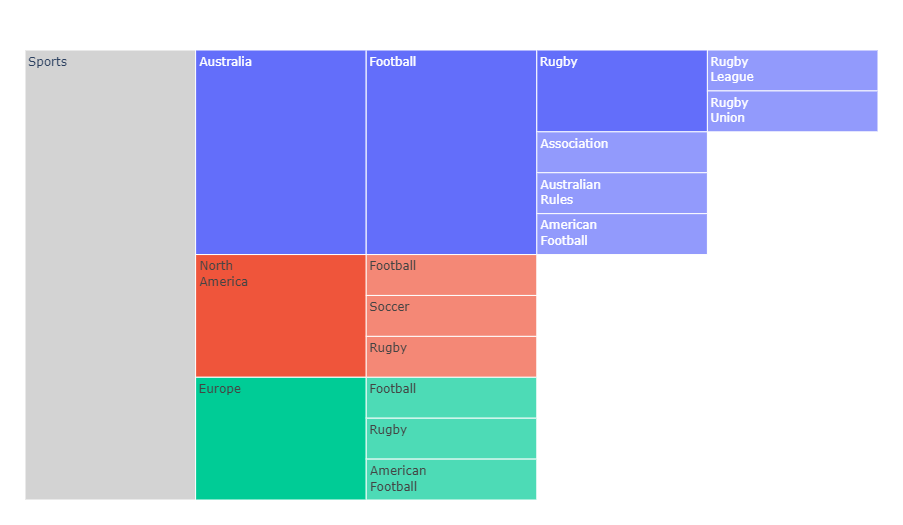 Sports
Australia
Football
Rugby
Rugby
League
Rugby
Union
Association
Australian
Rules
American
Football
North
America
Football
Soccer
Rugby
Europe
Football
Rugby
American
Football